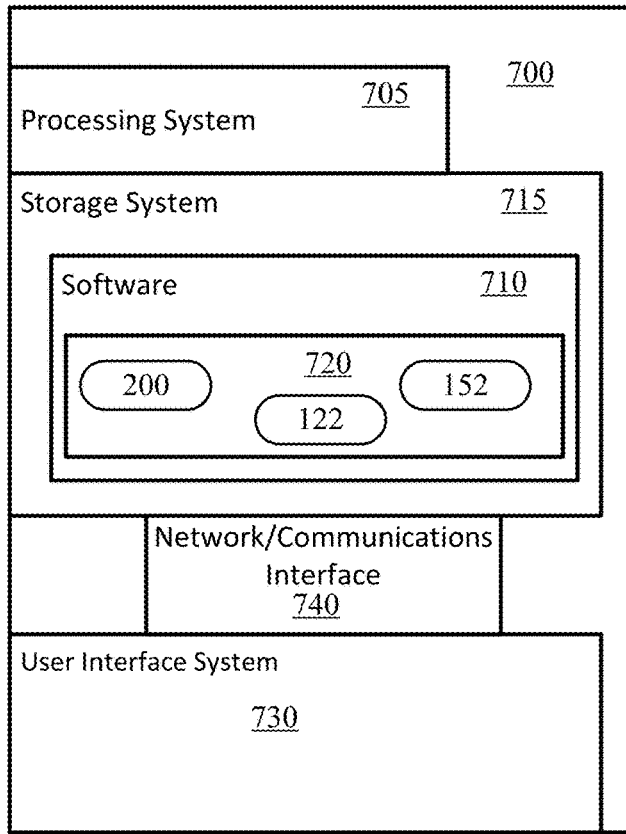 700
705
Processing System
Storage System 715
Software 710
720
200 152
122
Network/Communications
Interface
740
User Interface System
730